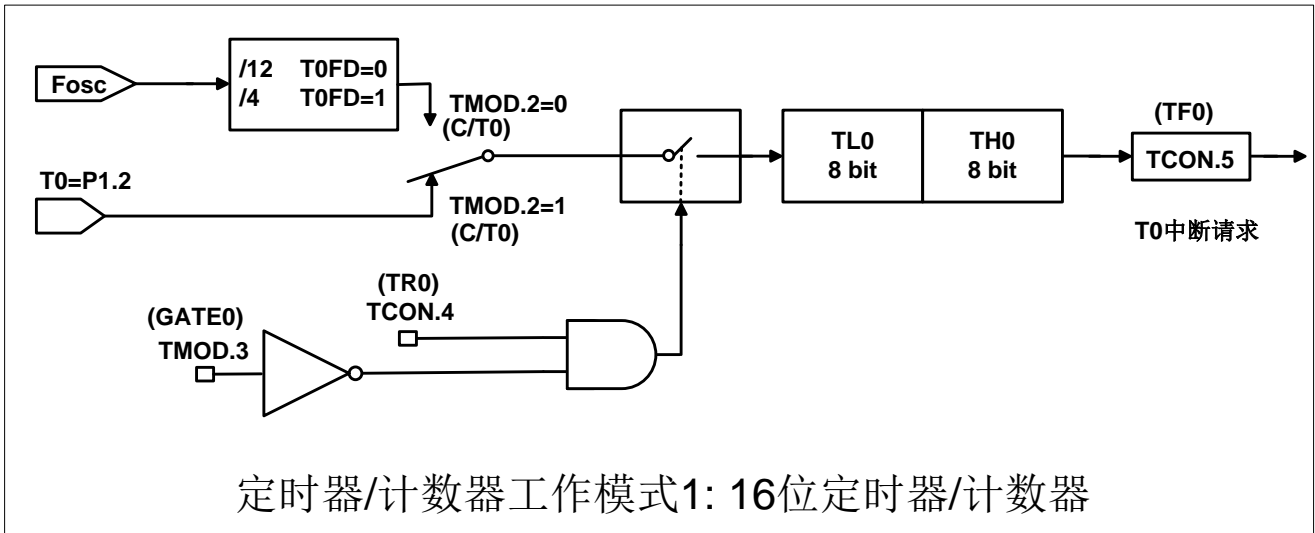 Fosc
/12 T0FD=0
/4 T0FD=1
TMOD.2=0
(C/T0)
T0=P1.2
TMOD.2=1
(C/T0)
TL0
8 bit
TH0
8 bit
(TF0)
TCON.5
T0中断请求
(TR0)
TCON.4
(GATE0)
TMOD.3
定时器/计数器工作模式1: 16位定时器/计数器